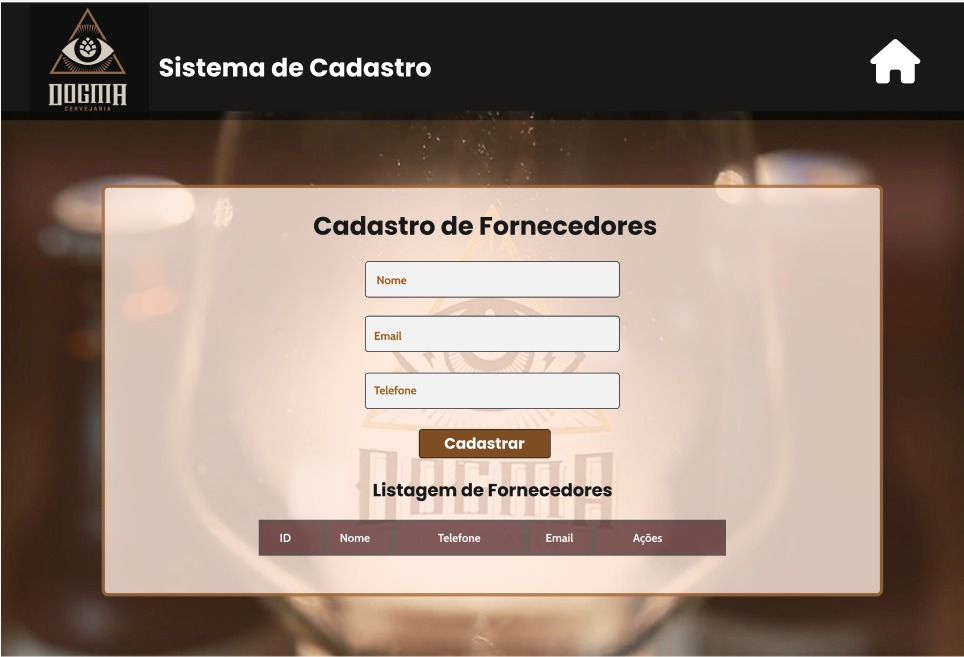 DOGMA
CERVEJARIA
Sistema de Cadastro
Cadastro de Fornecedores
Nome
Email
Telefone
Cadastrar
DOGMA
Listagem de Fornecedores
ID Nome Telefone Email Ações